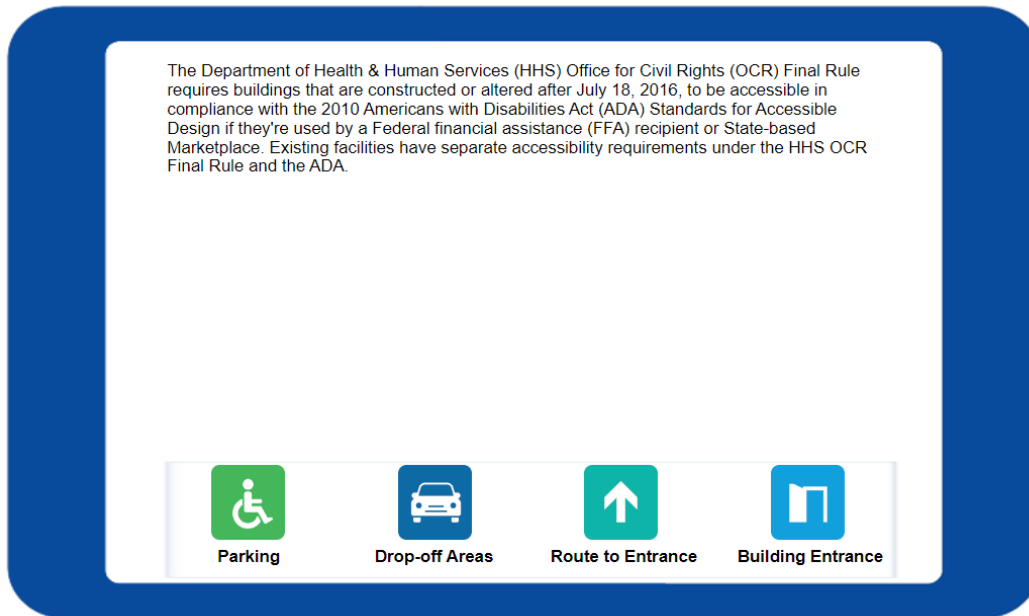 The Department of Health & Human Services (HHS) Office for Civil Rights (OCR) Final Rule
requires buildings that are constructed or altered after July 18, 2016, to be accessible in
compliance with the 2010 Americans with Disabilities Act (ADA) Standards for Accessible
Design if they're used by a Federal financial assistance (FFA) recipient or State-based
Marketplace. Existing facilities have separate accessibility requirements under the HHS OCR
Final Rule and the ADA.
Parking
Drop-off Areas
Route to Entrance
Building Entrance